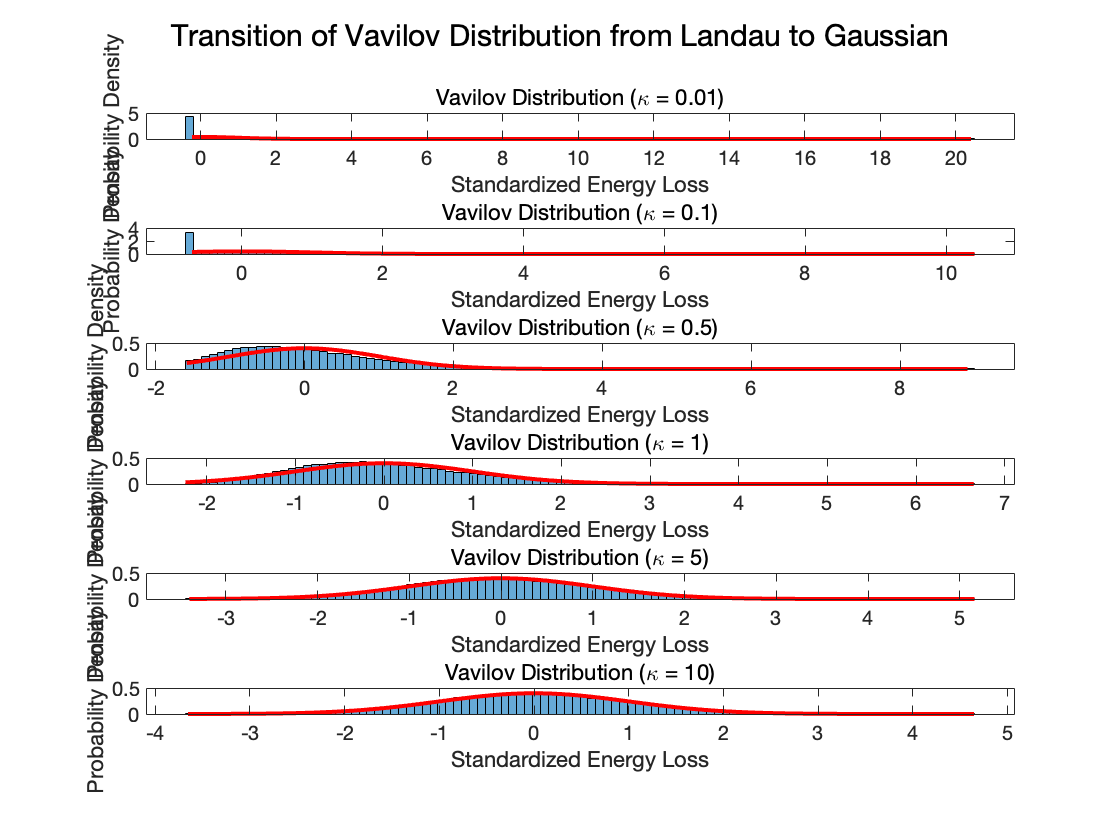 Transition of Vavilov Distribution from Landau to Gaussian
Vavilov Distribution (κ = 0.01)
Probability Density
5
0
0 2 4 6 8 10 12 14 16 18 20
Standardized Energy Loss
Vavilov Distribution (κ = 0.1)
Probability Density
4
2
0
0 2 4 6 8 10
Standardized Energy Loss
Vavilov Distribution (κ = 0.5)
Probability Density
0.5
0
-2 0 2 4 6 8
Standardized Energy Loss
Vavilov Distribution (κ = 1)
Probability Density
0.5
0
-2 -1 0 1 2 3 4 5 6 7
Standardized Energy Loss
Vavilov Distribution (κ = 5)
Probability Density
0.5
0
-3 -2 -1 0 1 2 3 4 5
Standardized Energy Loss
Vavilov Distribution (κ = 10)
Probability Density
0.5
0
-4 -3 -2 -1 0 1 2 3 4 5
Standardized Energy Loss